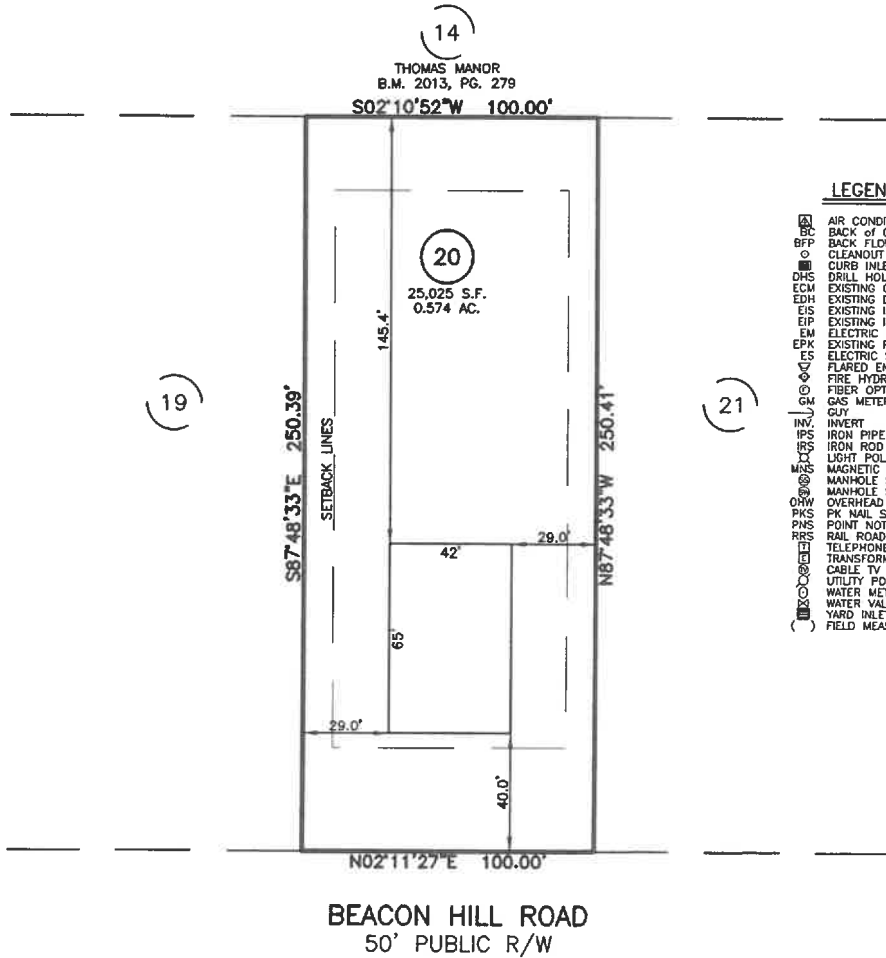 14
THOMAS MANOR
B.M. 2013, PG. 279
S02°10'52"W 100.00'
20
25,025 S.F.
0.574 AC.
145.4'
19
21
S87°48'33"E 250.39'
SETBACK LINES
N87°48'33"W 250.41'
42'
29.0'
65'
29.0'
40.0'
N02°11'27"E 100.00'
BEACON HILL ROAD
50' PUBLIC R/W
LEGEN
AIR CONDI
BC BACK of C
BFP BACK FLO
CLEANOUT
CURB INLE
DHS DRILL HOL
ECM EXISTING C
EDH EXISTING D
EIS EXISTING I
EIP EXISTING I
EM ELECTRIC
EPK EXISTING P
ES ELECTRIC S
FLARED EN
FIRE HYDR
FIBER OPT
GM GAS METER
GUY
INV. INVERT
IPS IRON PIPE
IRS IRON ROD
LIGHT POL
MNS MAGNETIC
MANHOLE
MANHOLE
OHW OVERHEAD
PKS PK NAIL S
PNS POINT NOT
RRS RAIL ROAD
T TELEPHONE
E TRANSFORM
CABLE TV
UTILITY PO
WATER MET
WATER VAL
YARD INLE
( ) FIELD MEAS